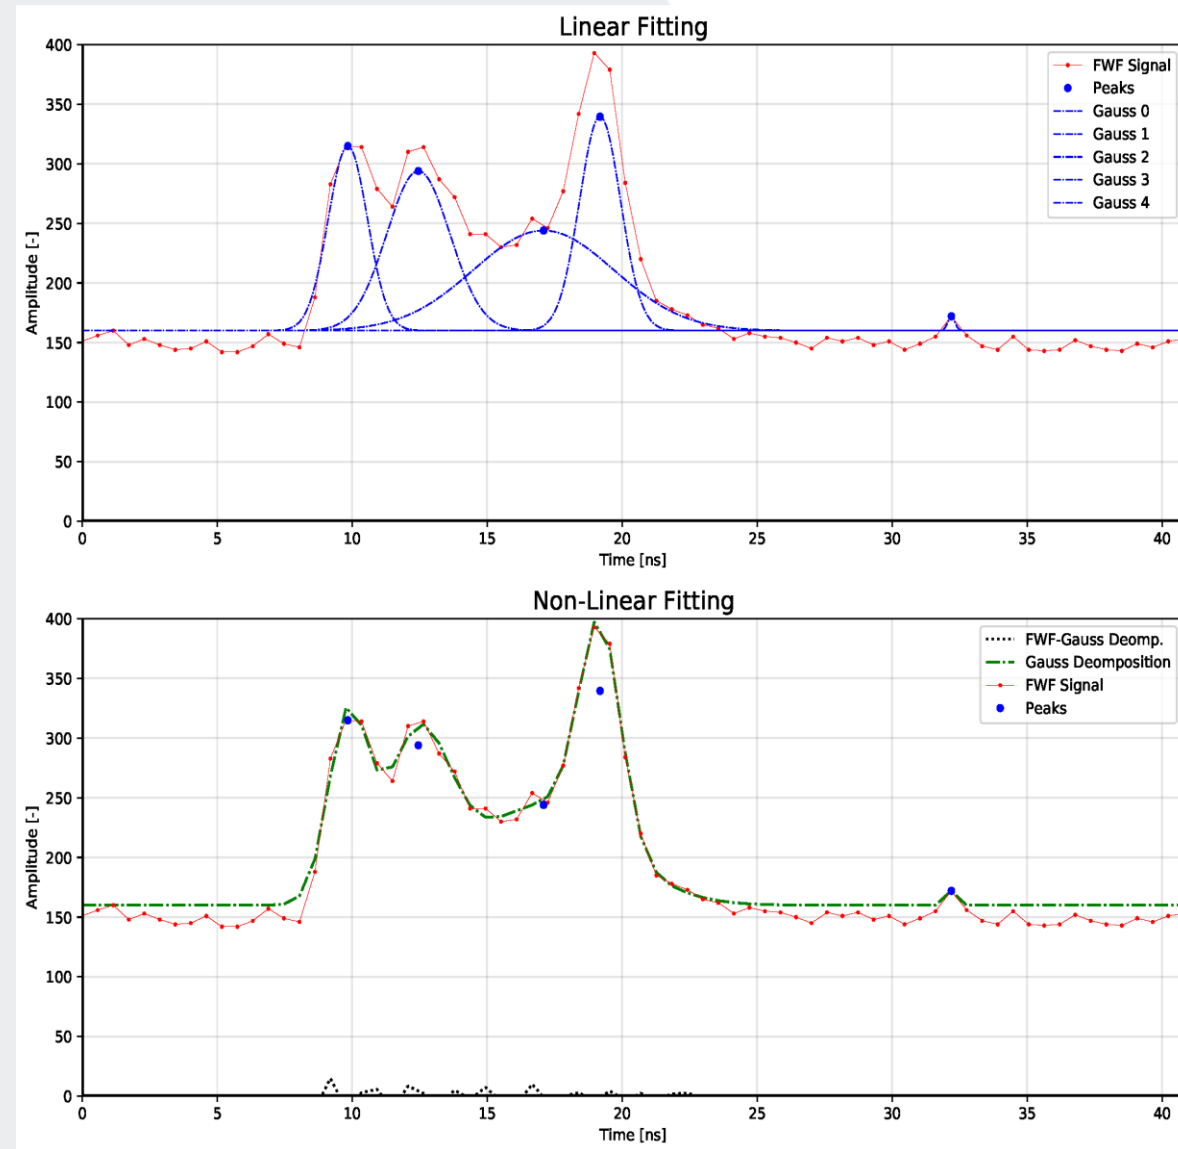 Linear Fitting
400
350
300
250
200
150
100
50
0
Amplitude [-]
FWF Signal
Peaks
Gauss 0
Gauss 1
Gauss 2
Gauss 3
Gauss 4
0 5 10 15 20 25 30 35 40
Time [ns]
Non-Linear Fitting
400
350
300
250
200
150
100
50
0
Amplitude [-]
FWF-Gauss Deomp.
Gauss Deomposition
FWF Signal
Peaks
0 5 10 15 20 25 30 35 40
Time [ns]